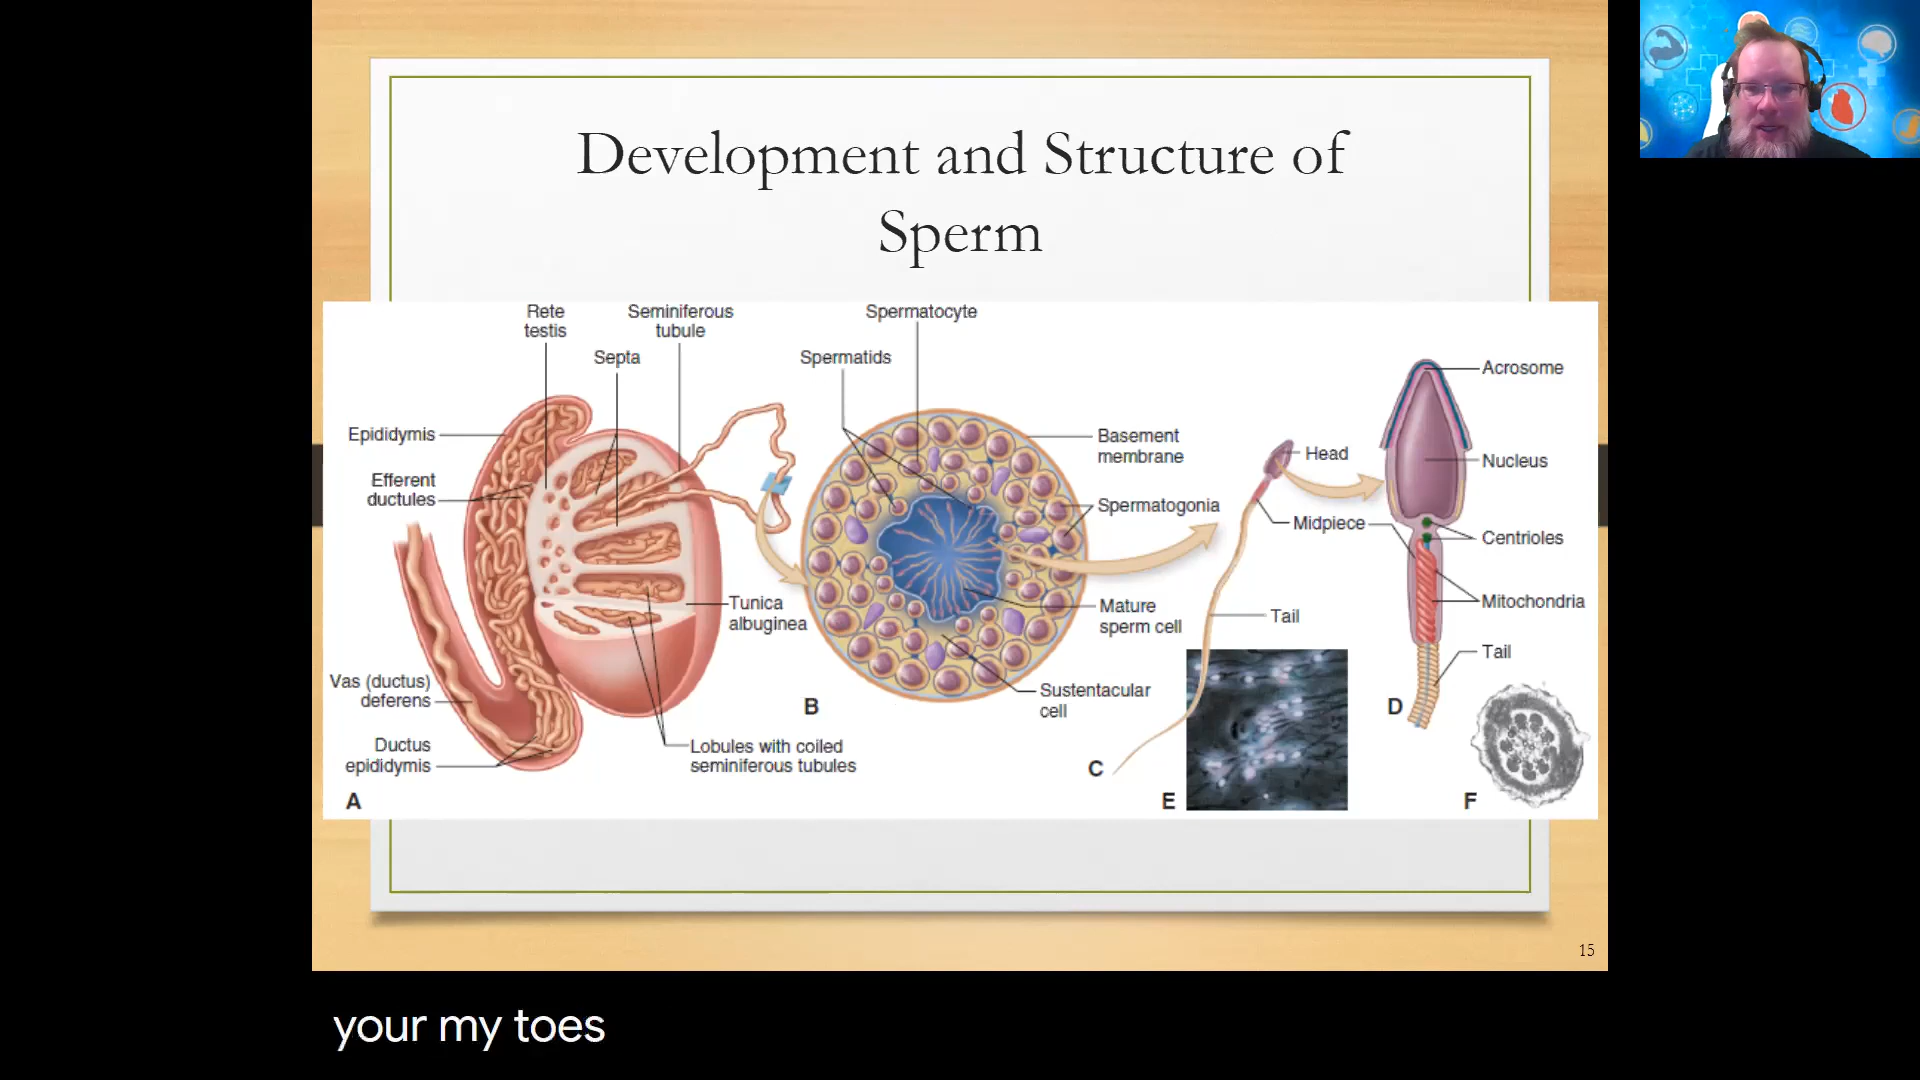 Development and Structure of
Sperm
Rete
testis
Seminiferous
tubule
Septa
Spermatocyte
Spermatids
Epididymis
Efferent
ductules
Vas (ductus)
deferens
Ductus
epididymis
Tunica
albuginea
Lobules with coiled
seminiferous tubules
A
Basement
membrane
Spermatogonia
Mature
sperm cell
Sustentacular
cell
B
Head
Midpiece
Tail
C
E
Acrosome
Nucleus
Centrioles
Mitochondria
Tail
D
F
15
your my toes